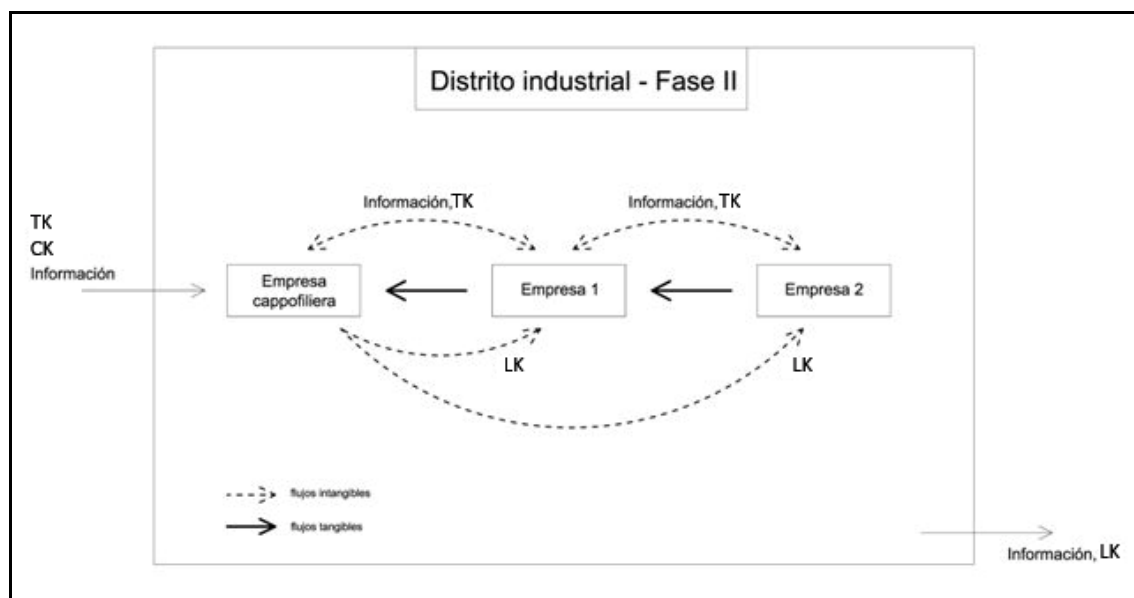 Distrito industrial - Fase II
Información, TK
Información, TK
TK
CK
Información
Empresa
cappofiliera
Empresa 1
Empresa 2
LK
LK
flujos intangibles
flujos tangibles
Información, LK